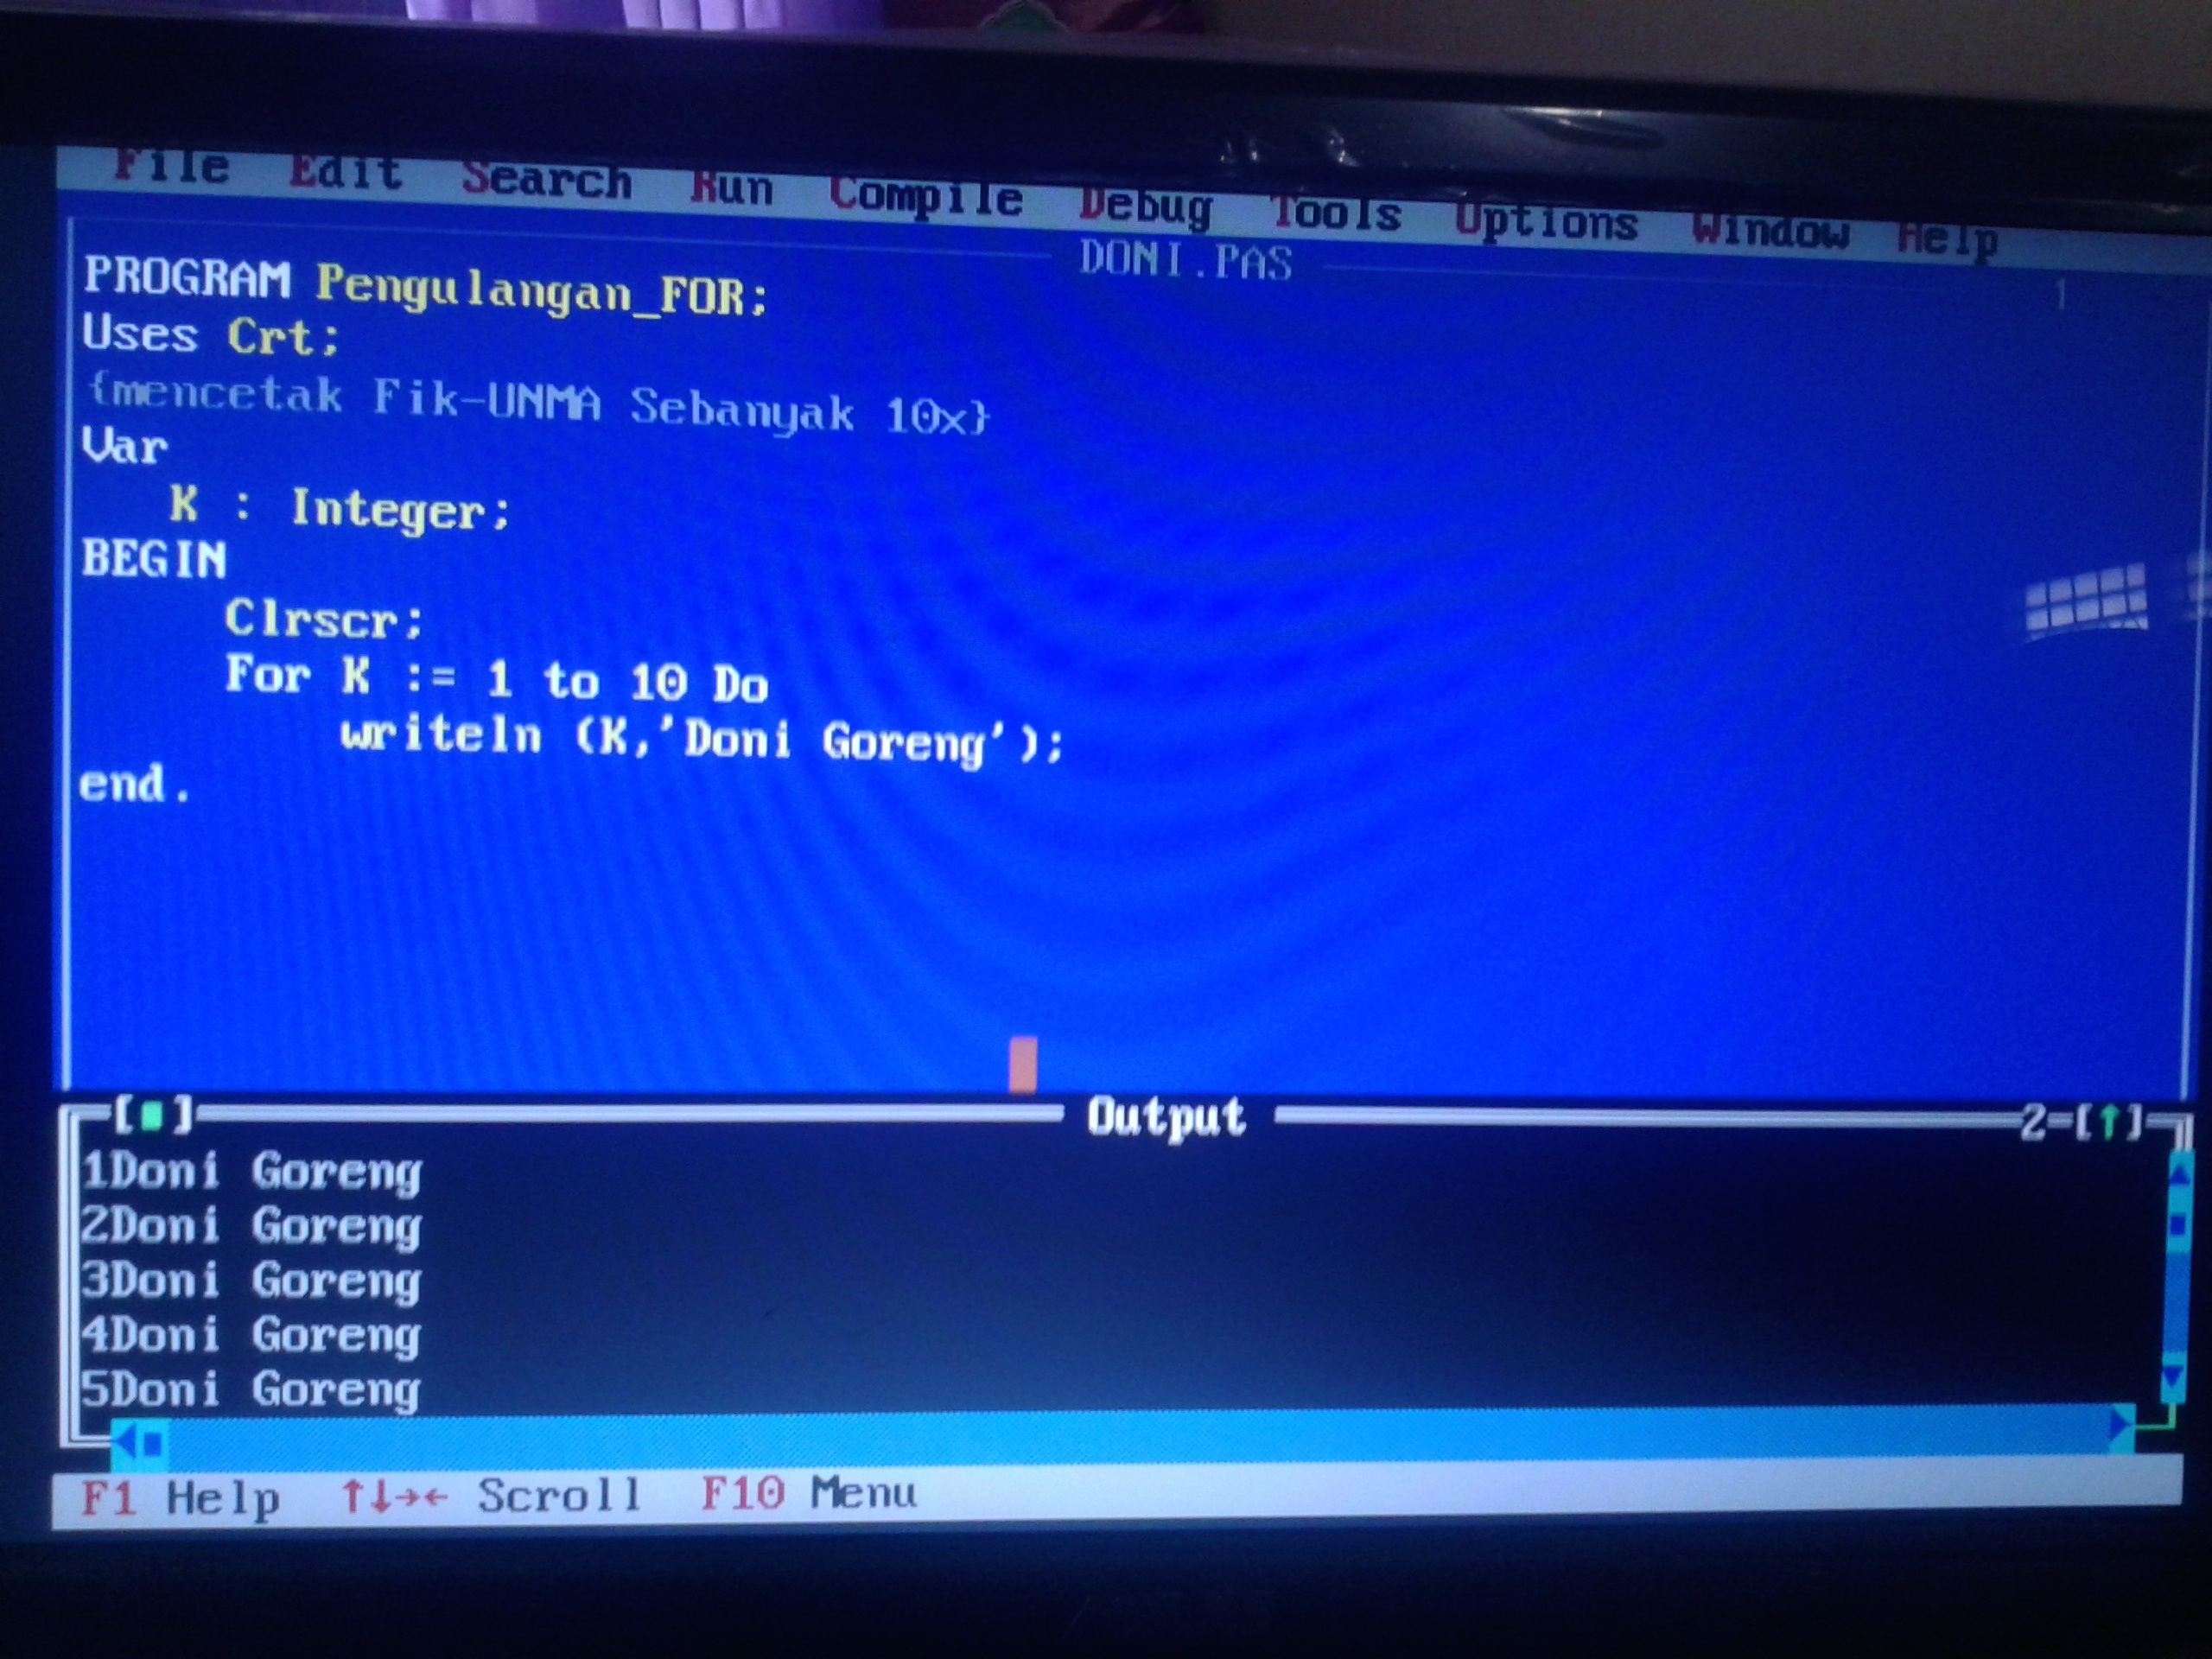 File Edit Search Run Compile Debug Tools Options Window Help
DONI.PAS
1
PROGRAM Pengulangan_FOR;
Uses Crt;
{mencetak Fik-UNMA Sebanyak 10x}
Var
K : Integer;
BEGIN
Clrscr;
For K := 1 to 10 Do
writeln (K,'Doni Goreng');
end.
[■] Output 2=[↑]
1Doni Goreng
2Doni Goreng
3Doni Goreng
4Doni Goreng
5Doni Goreng
F1 Help ↑↓→← Scroll F10 Menu